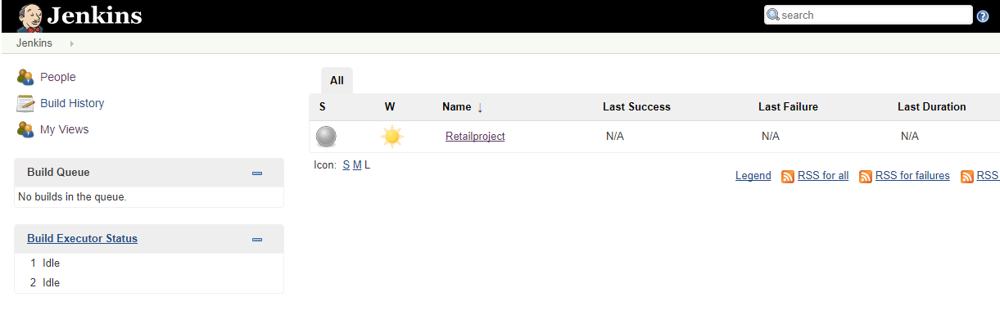 Jenkins
search
Jenkins
People
Build History
My Views
Build Queue
No builds in the queue.
Build Executor Status
1 Idle
2 Idle
All
S W Name ↓ Last Success Last Failure Last Duration
Retailproject N/A N/A N/A
Icon: S M L
Legend RSS for all RSS for failures RSS